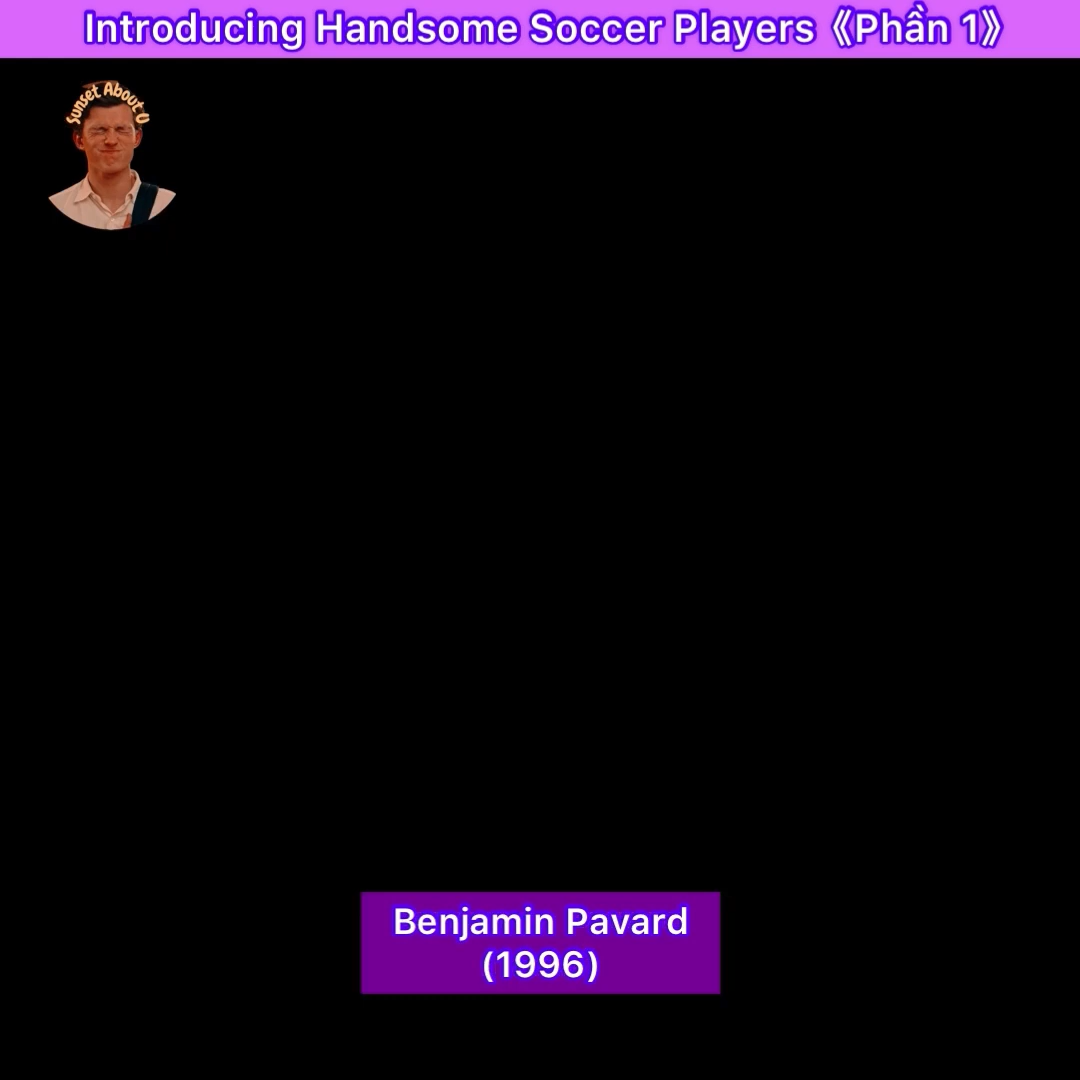 Introducing Handsome Soccer Players《Phần 1》
Sunset About U
Benjamin Pavard
(1996)